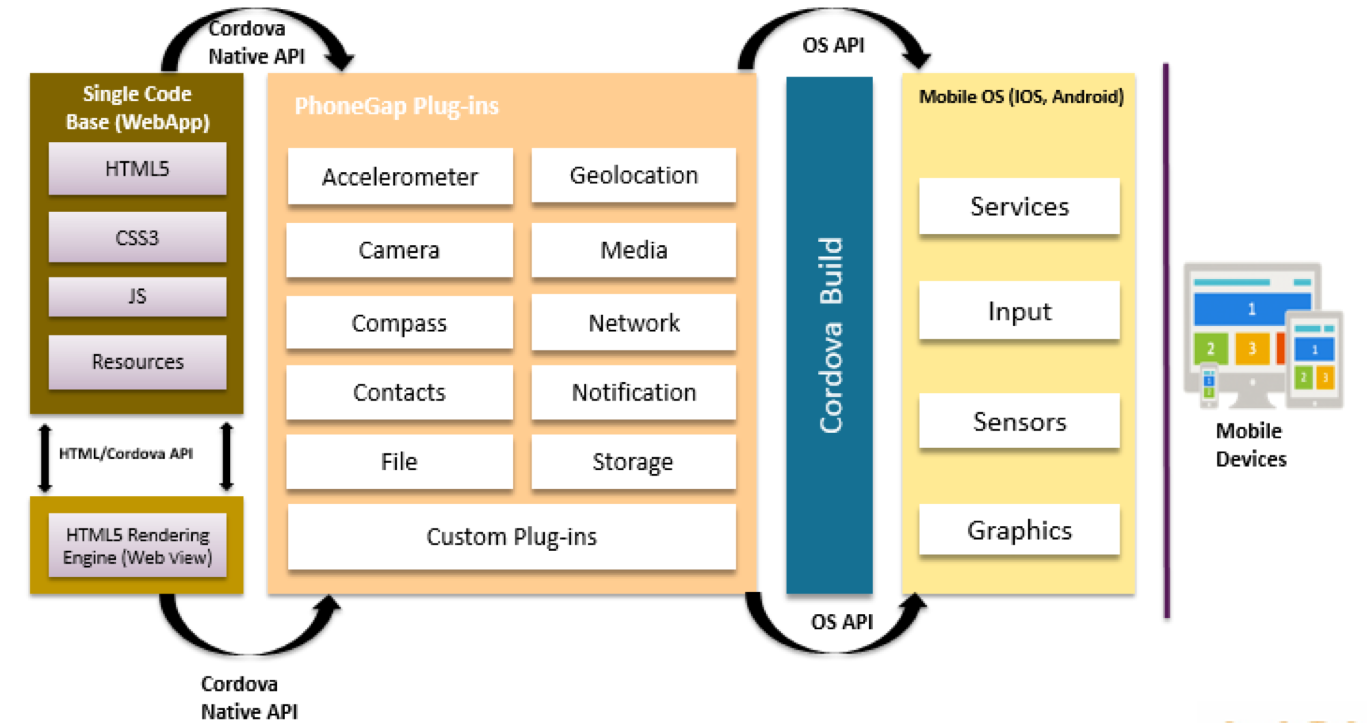 Cordova
Native API
OS API
Single Code
Base (WebApp)
HTML5
CSS3
JS
Resources
HTML/Cordova API
HTML5 Rendering
Engine (Web View)
Cordova
Native API
PhoneGap Plug-ins
Accelerometer
Geolocation
Camera
Media
Compass
Network
Contacts
Notification
File
Storage
Custom Plug-ins
Cordova Build
OS API
Mobile OS (IOS, Android)
Services
Input
Sensors
Graphics
1
2 3
1
2 3
1
Mobile
Devices